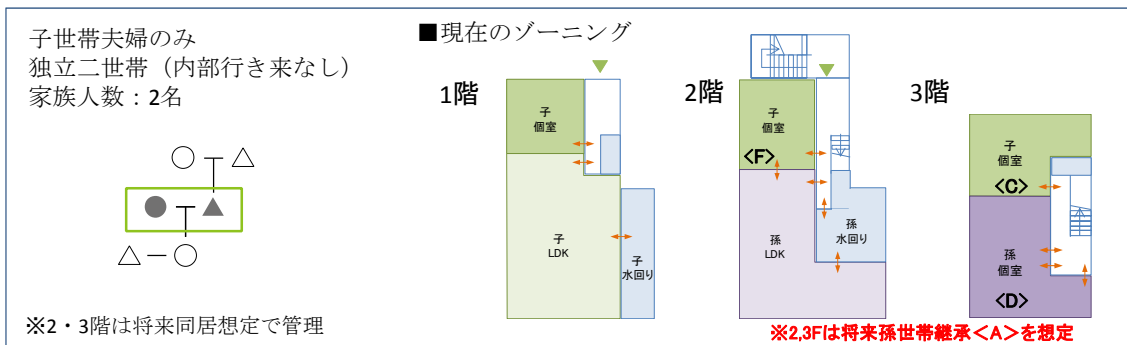 子世帯夫婦のみ
独立二世帯（内部行き来なし）
家族人数：2名
※2・3階は将来同居想定で管理
■現在のゾーニング
1階
子
個室
子
LDK
子
水回り
2階
子
個室
<F>
孫
LDK
孫
水回り
3階
子
個室
<C>
孫
個室
<D>
※2,3Fは将来孫世帯継承<A>を想定